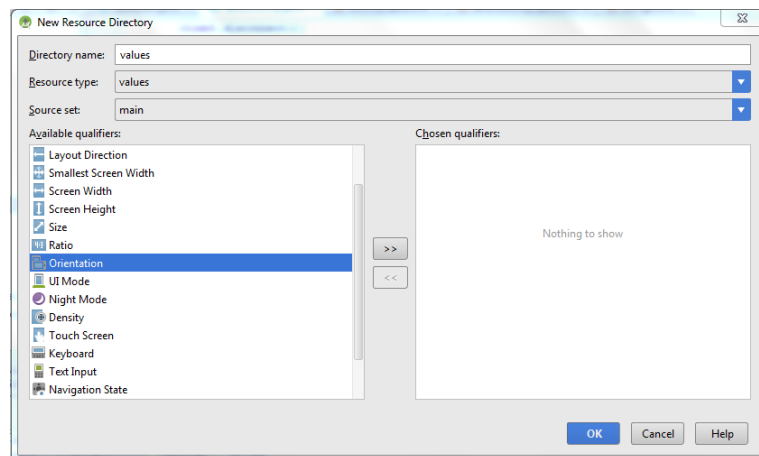 New Resource Directory
Directory name: values
Resource type: values
Source set: main
Available qualifiers:
Chosen qualifiers:
Layout Direction
Smallest Screen Width
Screen Width
Screen Height
Size
Ratio
Orientation
UI Mode
Night Mode
Density
Touch Screen
Keyboard
Text Input
Navigation State
>>
<<
Nothing to show
OK Cancel Help